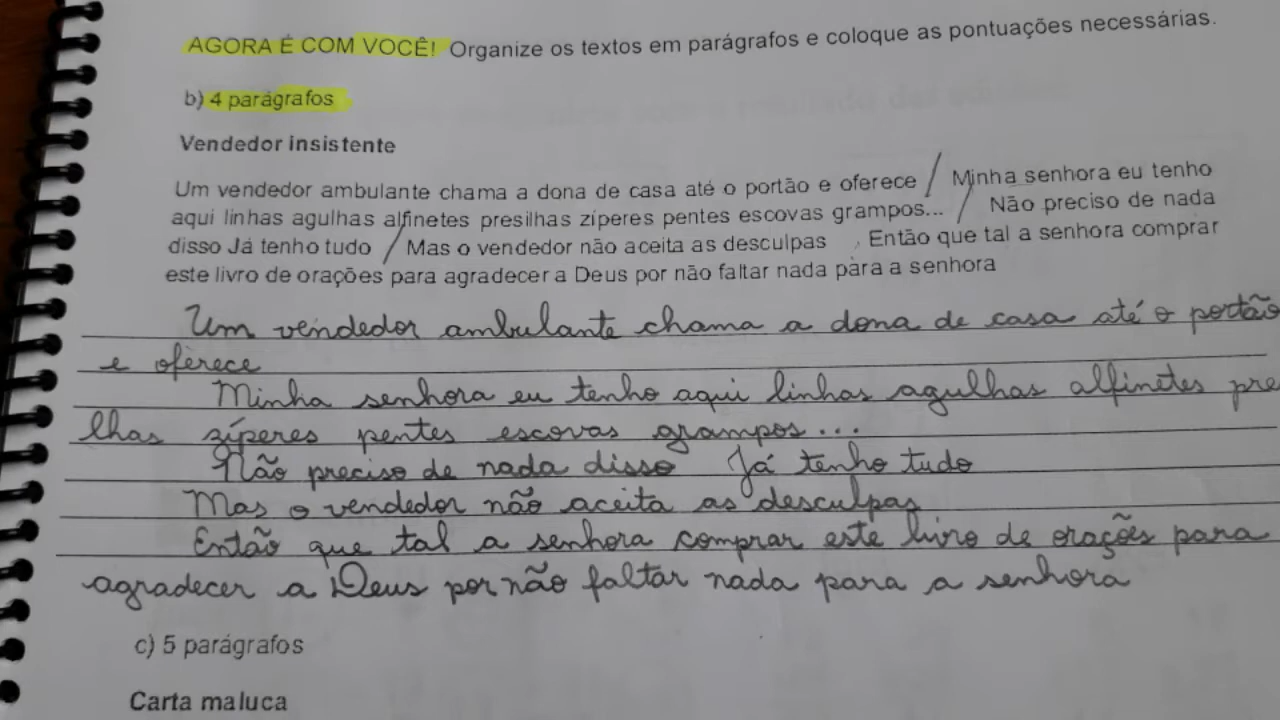 AGORA É COM VOCÊ! Organize os textos em parágrafos e coloque as pontuações necessárias.
b) 4 parágrafos
Vendedor insistente
Um vendedor ambulante chama a dona de casa até o portão e oferece / Minha senhora eu tenho
aqui linhas agulhas alfinetes presilhas zíperes pentes escovas grampos... / Não preciso de nada
disso Já tenho tudo / Mas o vendedor não aceita as desculpas Então que tal a senhora comprar
este livro de orações para agradecer a Deus por não faltar nada para a senhora
Um vendedor ambulante chama a dona de casa até o portão
e oferece
Minha senhora eu tenho aqui linhas agulhas alfinetes pre
lhas zíperes pentes escovas grampos...
Não preciso de nada disso Já tenho tudo
Mas o vendedor não aceita as desculpas
Então que tal a senhora comprar este livro de orações para
agradecer a Deus por não faltar nada para a senhora
c) 5 parágrafos
Carta maluca